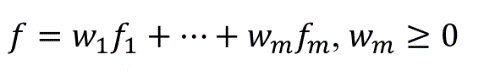 f = w₁f₁ + ⋯ + wₘfₘ, wₘ ≥ 0